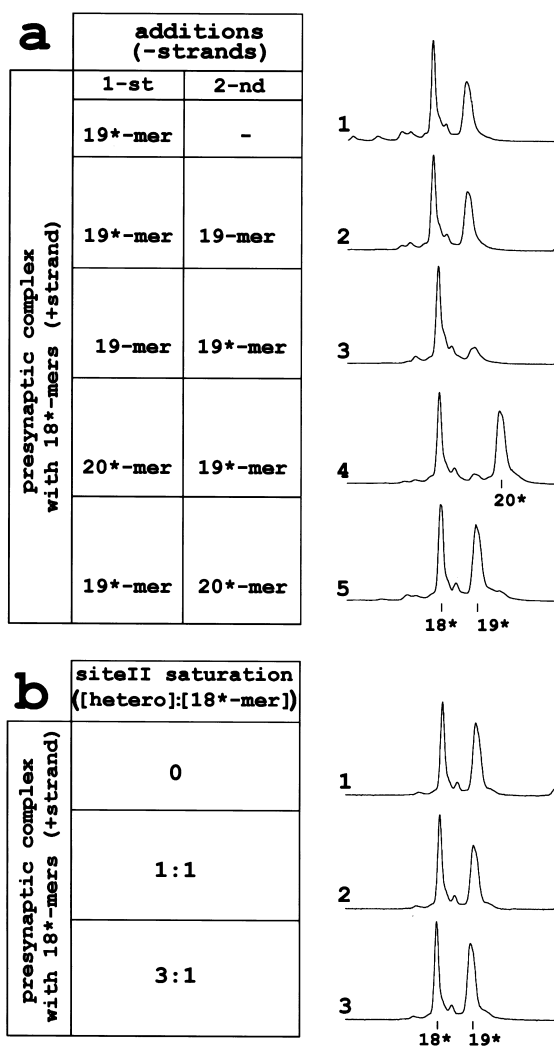 a
additions
(-strands)
1-st 2-nd
presynaptic complex
with 18*-mers (+strand)
19*-mer -
1
19*-mer 19-mer
2
19-mer 19*-mer
3
20*-mer 19*-mer
4
20*
19*-mer 20*-mer
5
18* 19*
b
siteII saturation
([hetero]:[18*-mer])
presynaptic complex
with 18*-mers (+strand)
0
1
1:1
2
3:1
3
18* 19*